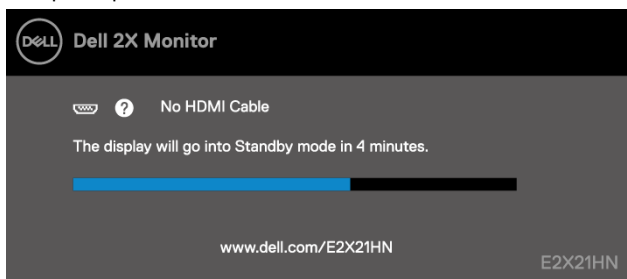 DELL Dell 2X Monitor
? No HDMI Cable
The display will go into Standby mode in 4 minutes.
www.dell.com/E2X21HN
E2X21HN